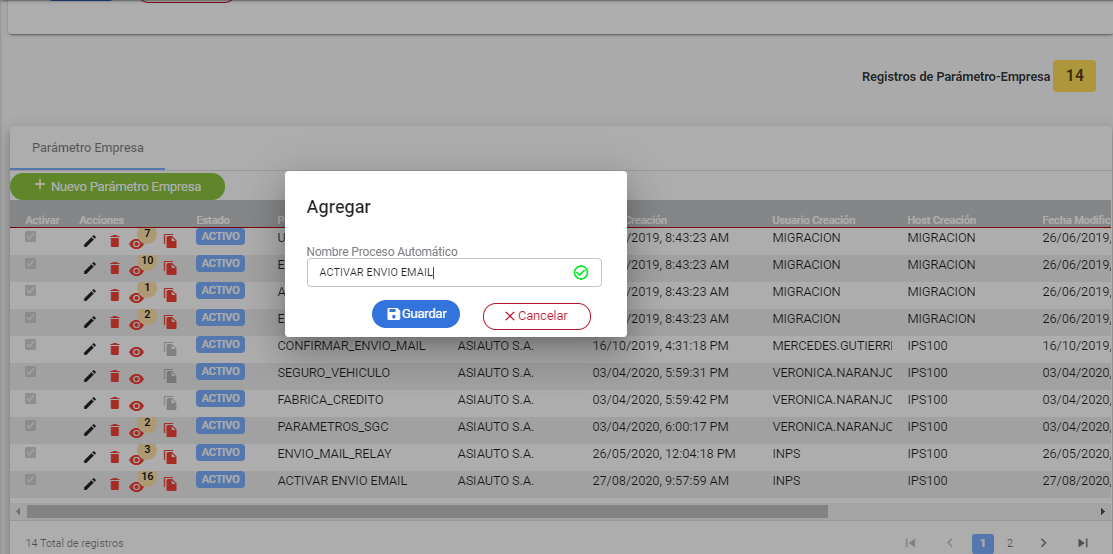 Registros de Parámetro-Empresa 14
Parámetro Empresa
+ Nuevo Parámetro Empresa
Activar Acciones Estado Creación Usuario Creación Host Creación Fecha Modific
7 ACTIVO /2019, 8:43:23 AM MIGRACION MIGRACION 26/06/2019,
10 ACTIVO /2019, 8:43:23 AM MIGRACION MIGRACION 26/06/2019,
1 ACTIVO /2019, 8:43:23 AM MIGRACION MIGRACION 26/06/2019,
2 ACTIVO /2019, 8:43:23 AM MIGRACION MIGRACION 26/06/2019,
Agregar
Nombre Proceso Automático
ACTIVAR ENVIO EMAIL
Guardar Cancelar
ACTIVO CONFIRMAR_ENVIO_MAIL ASIAUTO S.A. 16/10/2019, 4:31:18 PM MERCEDES.GUTIERRE IPS100 16/10/2019,
ACTIVO SEGURO_VEHICULO ASIAUTO S.A. 03/04/2020, 5:59:31 PM VERONICA.NARANJO IPS100 03/04/2020,
ACTIVO FABRICA_CREDITO ASIAUTO S.A. 03/04/2020, 5:59:42 PM VERONICA.NARANJO IPS100 03/04/2020,
2 ACTIVO PARAMETROS_SGC ASIAUTO S.A. 03/04/2020, 6:00:17 PM VERONICA.NARANJO IPS100 03/04/2020,
3 ACTIVO ENVIO_MAIL_RELAY ASIAUTO S.A. 26/05/2020, 12:04:18 PM INPS IPS100 26/05/2020,
16 ACTIVO ACTIVAR ENVIO EMAIL ASIAUTO S.A. 27/08/2020, 9:57:59 AM INPS IPS100 27/08/2020,
14 Total de registros 1 2